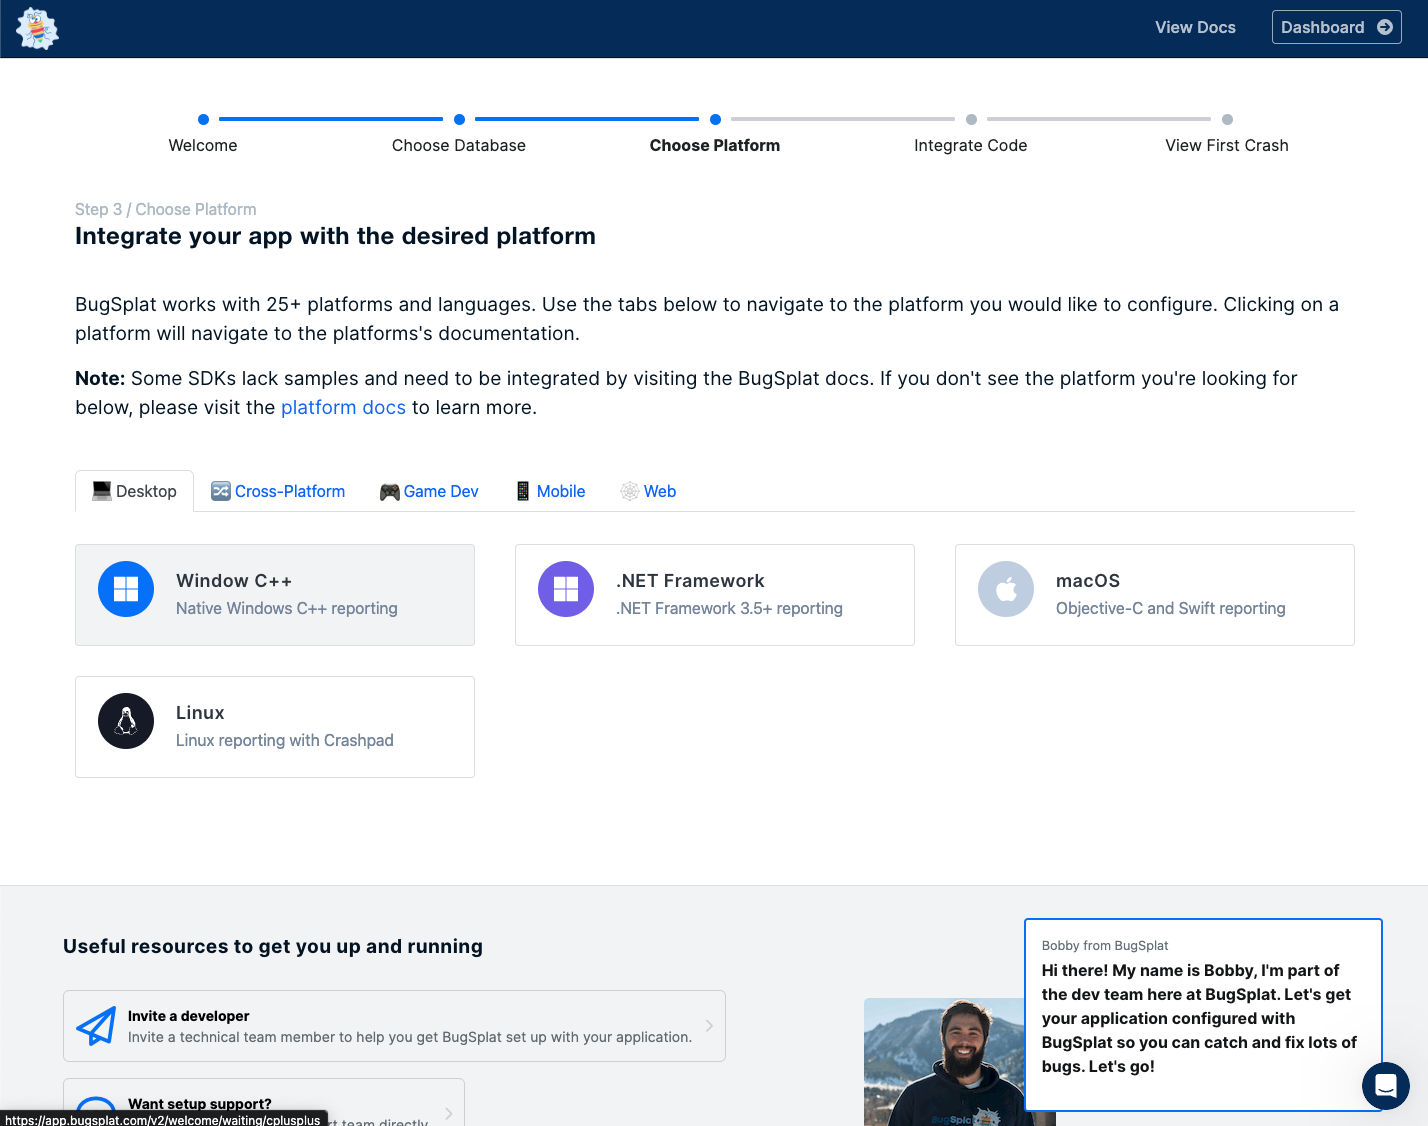 View Docs
Dashboard
Welcome
Choose Database
Choose Platform
Integrate Code
View First Crash
Step 3 / Choose Platform
Integrate your app with the desired platform
BugSplat works with 25+ platforms and languages. Use the tabs below to navigate to the platform you would like to configure. Clicking on a
platform will navigate to the platforms's documentation.
Note: Some SDKs lack samples and need to be integrated by visiting the BugSplat docs. If you don't see the platform you're looking for
below, please visit the platform docs to learn more.
Desktop
Cross-Platform
Game Dev
Mobile
Web
Window C++
Native Windows C++ reporting
.NET Framework
.NET Framework 3.5+ reporting
macOS
Objective-C and Swift reporting
Linux
Linux reporting with Crashpad
Useful resources to get you up and running
Invite a developer
Invite a technical team member to help you get BugSplat set up with your application.
Want setup support?
team directly
https://app.bugsplat.com/v2/welcome/waiting/cplusplus
Bobby from BugSplat
Hi there! My name is Bobby, I'm part of
the dev team here at BugSplat. Let's get
your application configured with
BugSplat so you can catch and fix lots of
bugs. Let's go!